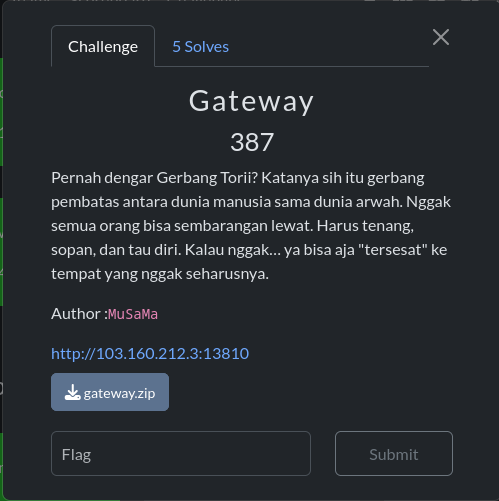 Challenge
5 Solves
Gateway
387
Pernah dengar Gerbang Torii? Katanya sih itu gerbang
pembatas antara dunia manusia sama dunia arwah. Nggak
semua orang bisa sembarangan lewat. Harus tenang,
sopan, dan tau diri. Kalau nggak... ya bisa aja "tersesat" ke
tempat yang nggak seharusnya.
Author :MuSaMa
http://103.160.212.3:13810
gateway.zip
Flag
Submit